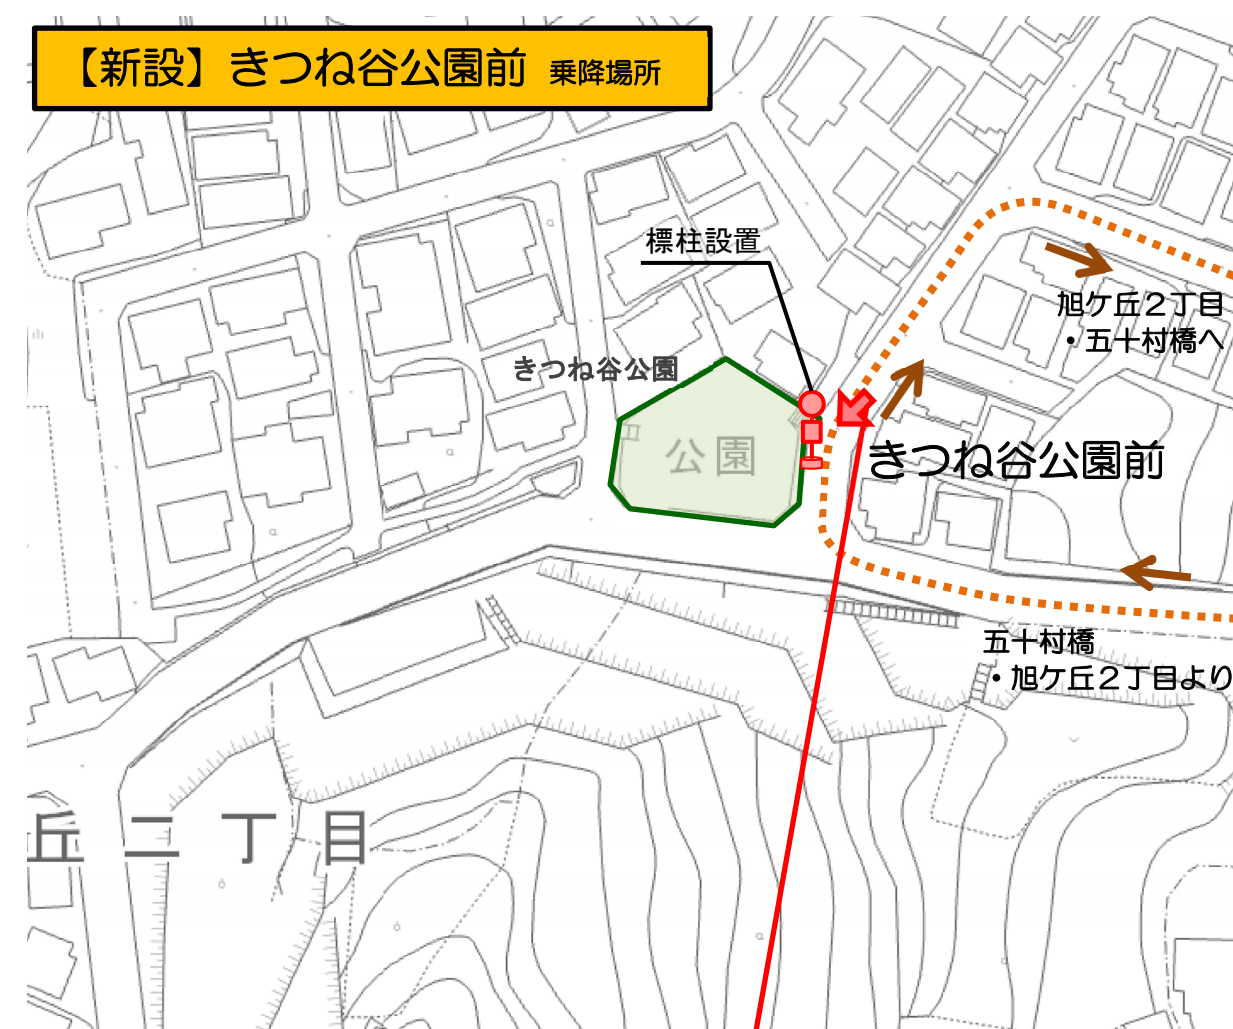 【新設】きつね谷公園前 乗降場所
標柱設置
旭ケ丘2丁目
・五十村橋へ
きつね谷公園
公園
きつね谷公園前
五十村橋
・旭ケ丘2丁目より
丘二丁目